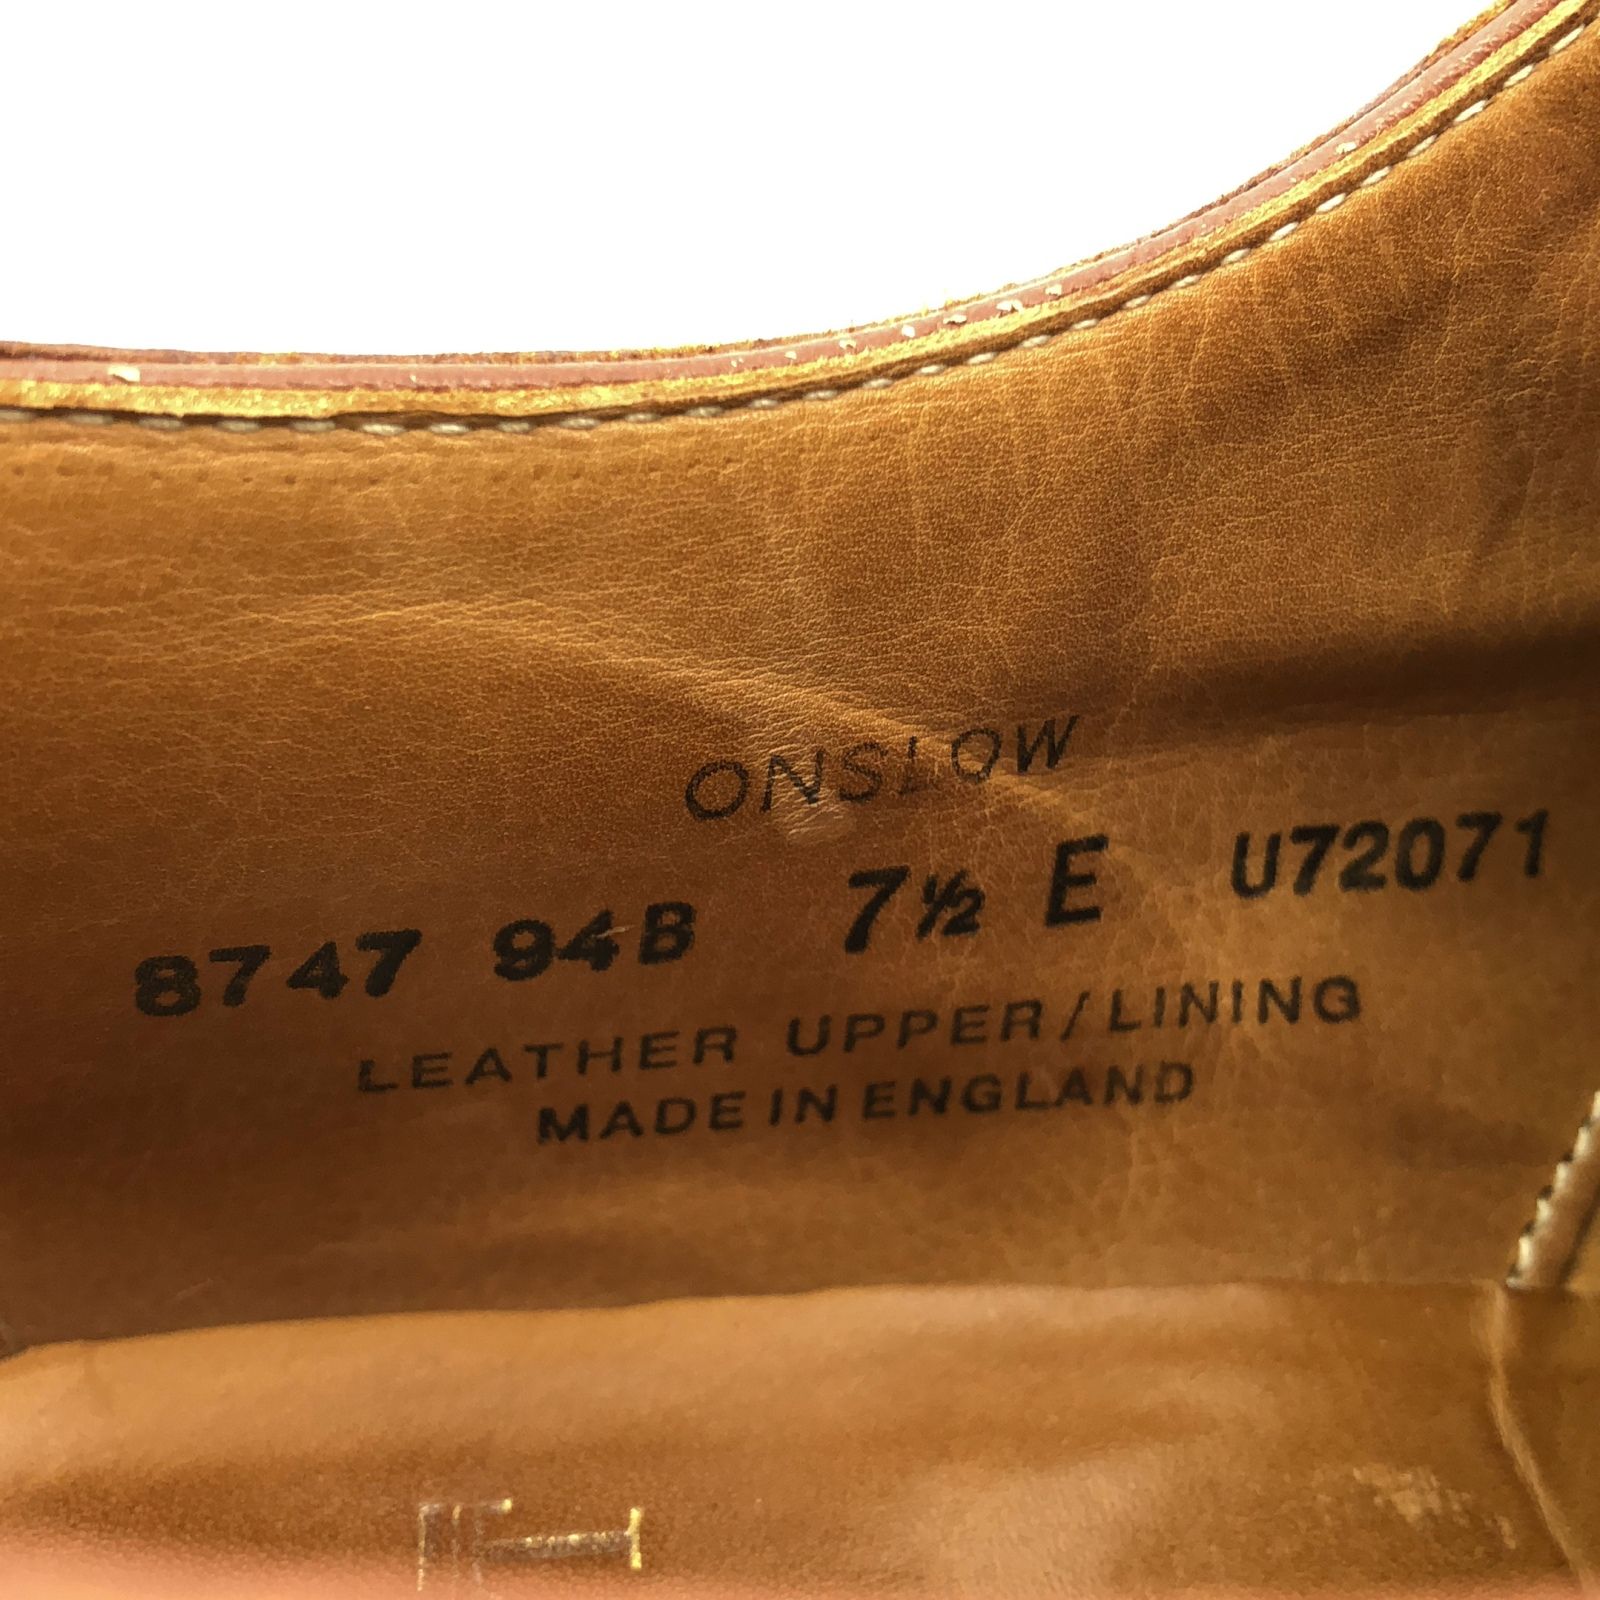 ONSLOW
8747 94B 7½ E U72071
LEATHER UPPER/LINING
MADE IN ENGLAND